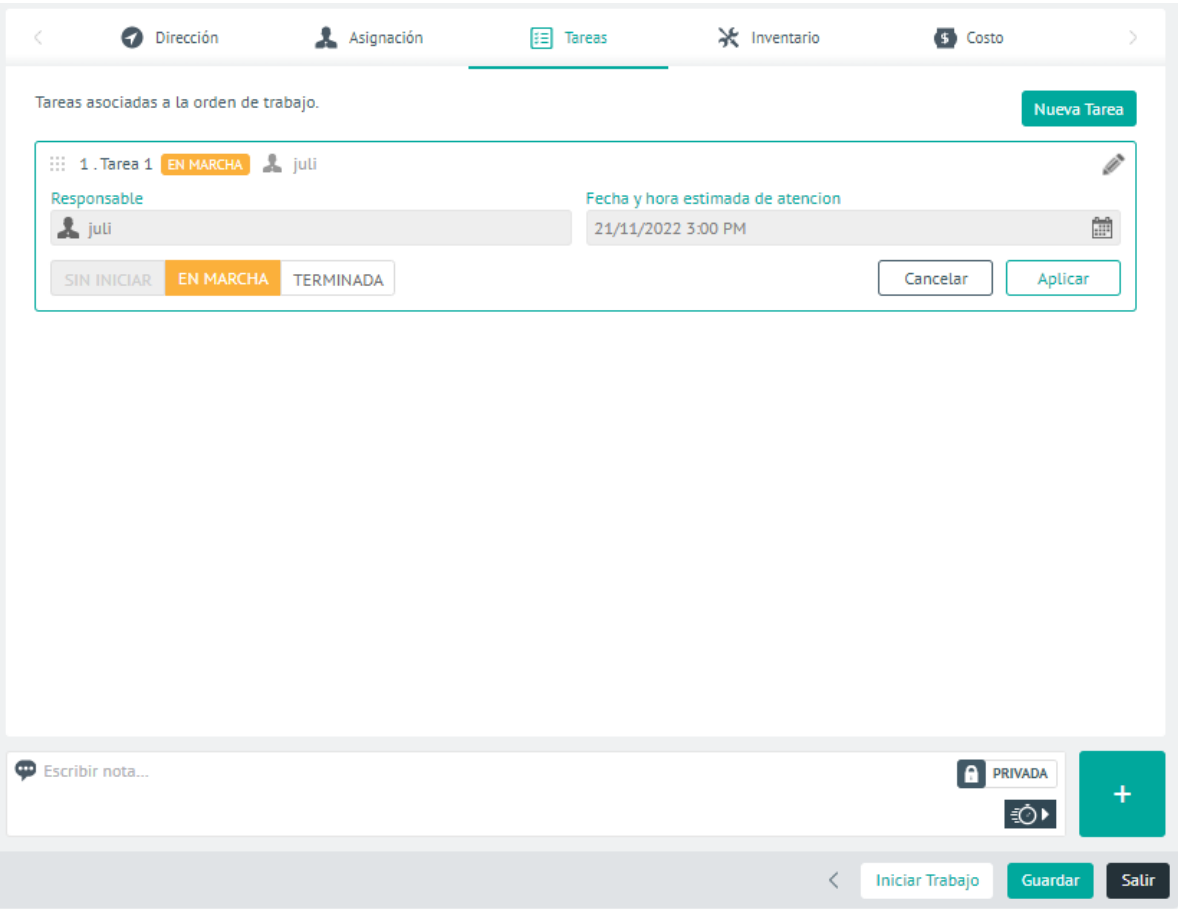 Dirección Asignación Tareas Inventario Costo
Tareas asociadas a la orden de trabajo.
Nueva Tarea
1 . Tarea 1 EN MARCHA juli
Responsable Fecha y hora estimada de atencion
juli 21/11/2022 3:00 PM
SIN INICIAR EN MARCHA TERMINADA Cancelar Aplicar
Escribir nota... PRIVADA
+
Iniciar Trabajo Guardar Salir